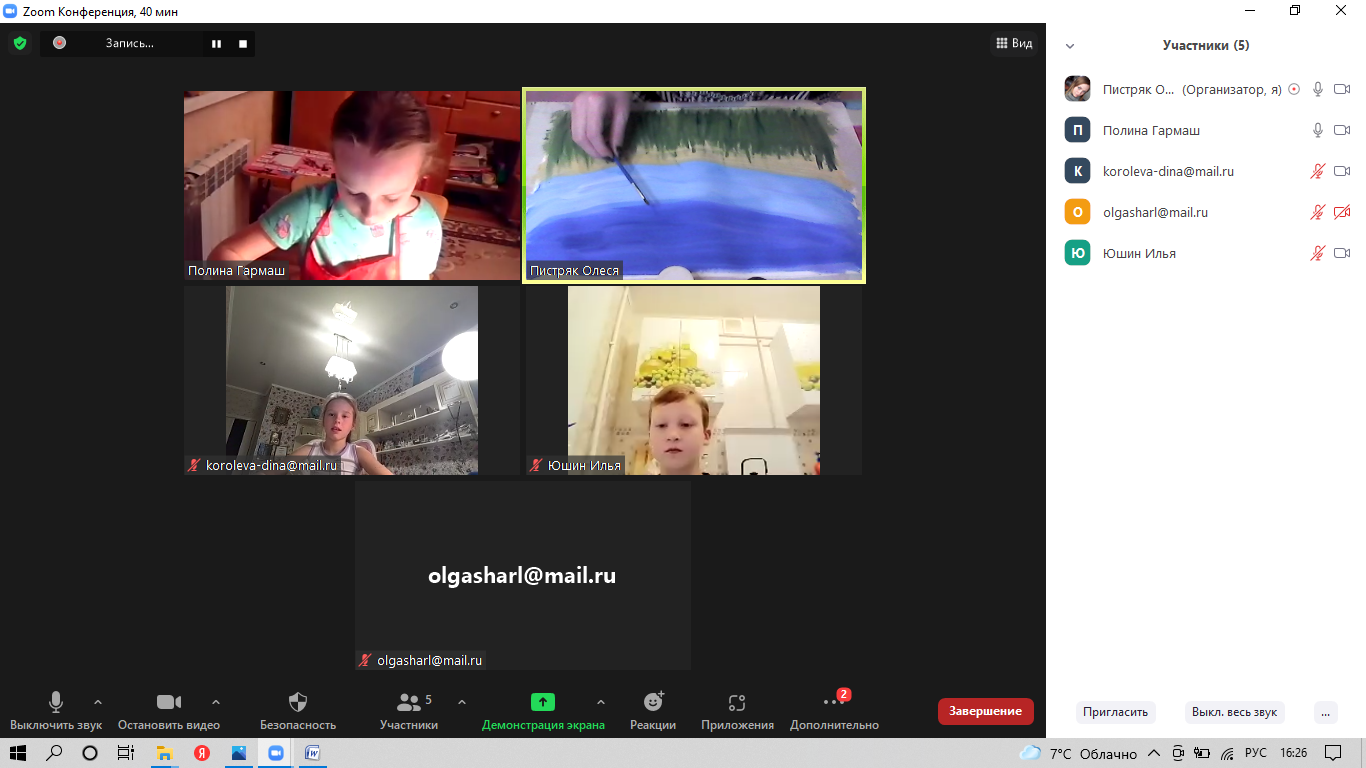 Zoom Конференция, 40 мин
Запись...
Вид
Участники (5)
Пистряк О... (Организатор, я)
П Полина Гармаш
К koroleva-dina@mail.ru
О olgasharl@mail.ru
Ю Юшин Илья
Полина Гармаш
Пистряк Олеся
koroleva-dina@mail.ru
Юшин Илья
olgasharl@mail.ru
olgasharl@mail.ru
5
2
Выключить звук
Остановить видео
Безопасность
Участники
Демонстрация экрана
Реакции
Приложения
Дополнительно
Завершение
Пригласить
Выкл. весь звук
...
Я
W
7°C Облачно
РУС
16:26